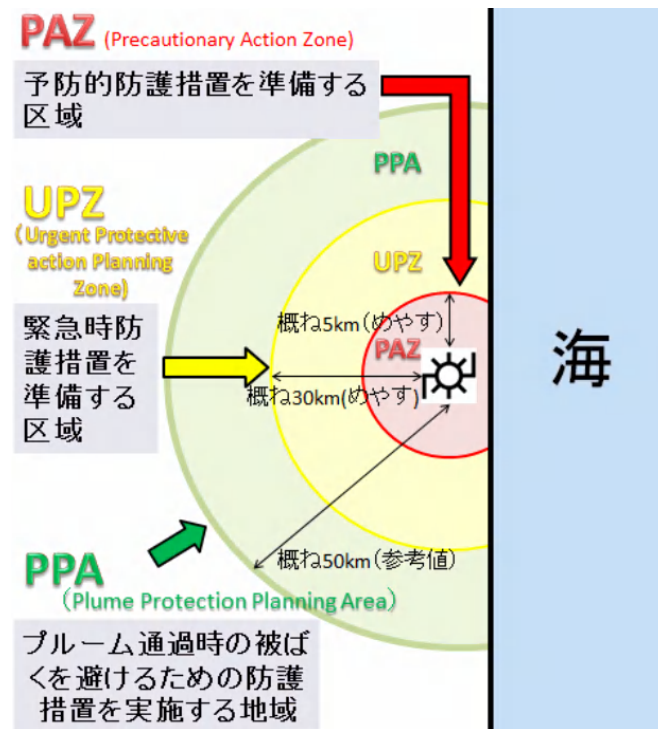 PAZ (Precautionary Action Zone)
予防的防護措置を準備する
区域
PPA
UPZ
(Urgent Protective
action Planning
Zone)
UPZ
緊急時防
護措置を
準備する
区域
概ね5km(めやす)
PAZ
概ね30km(めやす)
海
概ね50km(参考値)
PPA
(Plume Protection Planning Area)
プルーム通過時の被ば
くを避けるための防護
措置を実施する地域